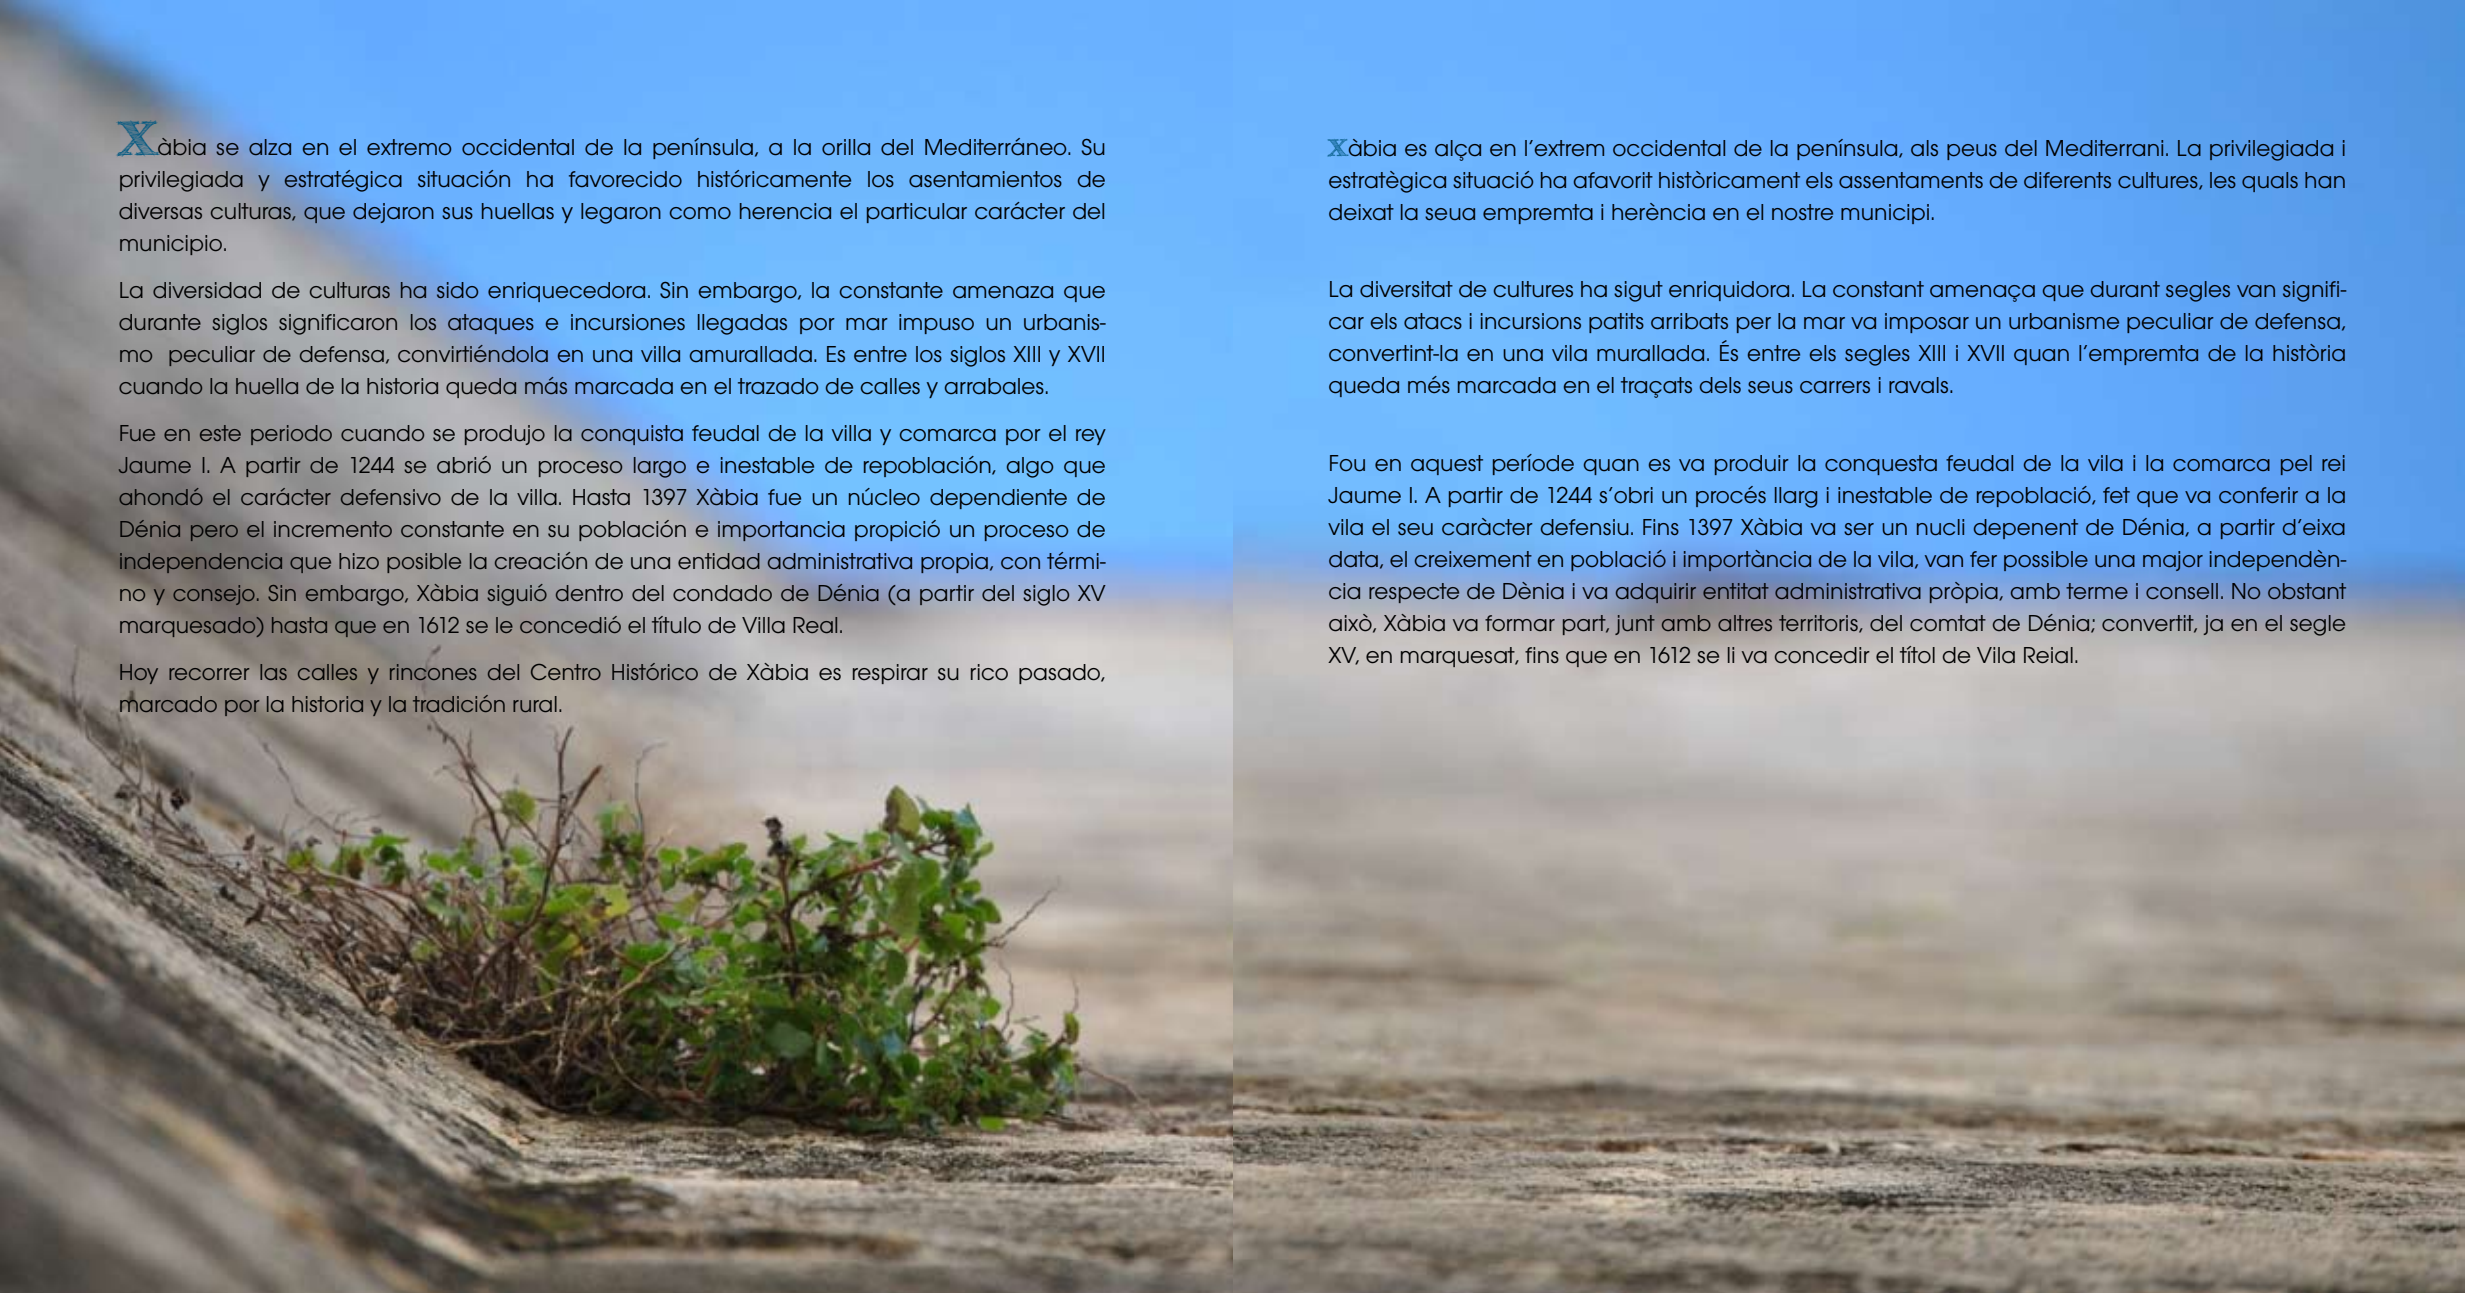 Xàbia se alza en el extremo occidental de la península, a la orilla del Mediterráneo. Su
privilegiada y estratégica situación ha favorecido históricamente los asentamientos de
diversas culturas, que dejaron sus huellas y legaron como herencia el particular carácter del
municipio.
La diversidad de culturas ha sido enriquecedora. Sin embargo, la constante amenaza que
durante siglos significaron los ataques e incursiones llegadas por mar impuso un urbanis-
mo peculiar de defensa, convirtiéndola en una villa amurallada. Es entre los siglos XIII y XVII
cuando la huella de la historia queda más marcada en el trazado de calles y arrabales.
Fue en este periodo cuando se produjo la conquista feudal de la villa y comarca por el rey
Jaume I. A partir de 1244 se abrió un proceso largo e inestable de repoblación, algo que
ahondó el carácter defensivo de la villa. Hasta 1397 Xàbia fue un núcleo dependiente de
Dénia pero el incremento constante en su población e importancia propició un proceso de
independencia que hizo posible la creación de una entidad administrativa propia, con térmi-
no y consejo. Sin embargo, Xàbia siguió dentro del condado de Dénia (a partir del siglo XV
marquesado) hasta que en 1612 se le concedió el título de Villa Real.
Hoy recorrer las calles y rincones del Centro Histórico de Xàbia es respirar su rico pasado,
marcado por la historia y la tradición rural.
Xàbia es alça en l'extrem occidental de la península, als peus del Mediterrani. La privilegiada i
estratègica situació ha afavorit històricament els assentaments de diferents cultures, les quals han
deixat la seua empremta i herència en el nostre municipi.
La diversitat de cultures ha sigut enriquidora. La constant amenaça que durant segles van signifi-
car els atacs i incursions patits arribats per la mar va imposar un urbanisme peculiar de defensa,
convertint-la en una vila murallada. És entre els segles XIII i XVII quan l'empremta de la història
queda més marcada en el traçats dels seus carrers i ravals.
Fou en aquest període quan es va produir la conquesta feudal de la vila i la comarca pel rei
Jaume I. A partir de 1244 s'obri un procés llarg i inestable de repoblació, fet que va conferir a la
vila el seu caràcter defensiu. Fins 1397 Xàbia va ser un nucli depenent de Dénia, a partir d'eixa
data, el creixement en població i importància de la vila, van fer possible una major independèn-
cia respecte de Dènia i va adquirir entitat administrativa pròpia, amb terme i consell. No obstant
això, Xàbia va formar part, junt amb altres territoris, del comtat de Dénia; convertit, ja en el segle
XV, en marquesat, fins que en 1612 se li va concedir el títol de Vila Reial.